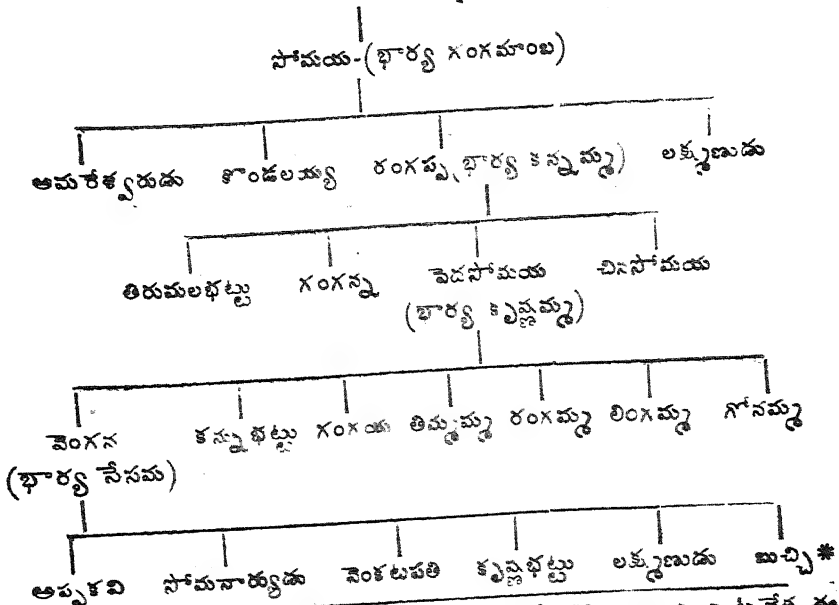 సోమయ-(భార్య గంగమాంబ)
అమరేశ్వరుడు కొండలయ్య రంగప్ప (భార్య కన్నమ్మ) లక్ష్మణుడు
తిరుమలభట్టు గంగన్న పెదసోమయ చినసోమయ
(భార్య కృష్ణమ్మ)
వెంగన కన్నుభట్టు గంగయ తిమ్మమ్మ రంగమ్మ లింగమ్మ గోనమ్మ
(భార్య సేసమ)
అప్పకవి సోమనార్యుడు వెంకటపతి కృష్ణభట్టు లక్ష్మణుడు బుచ్చి*